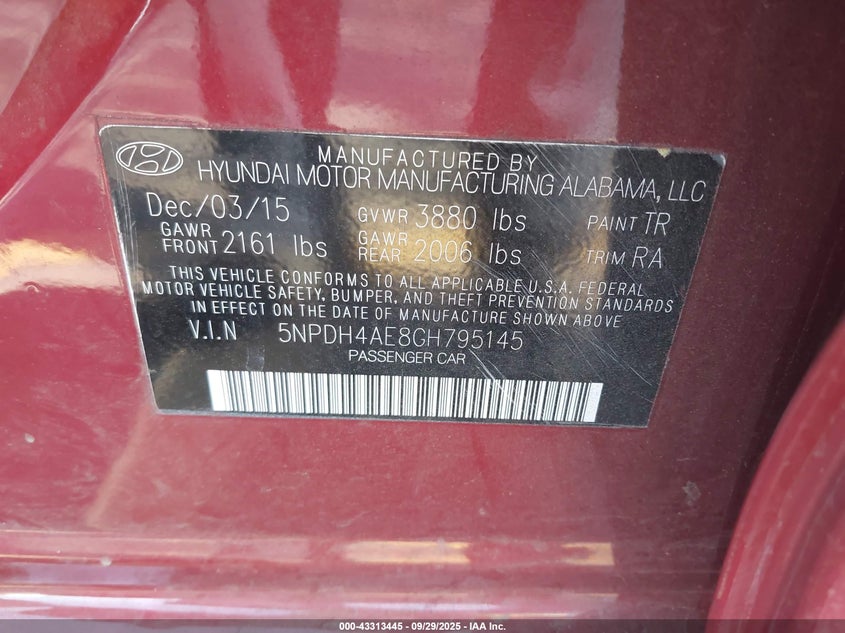 MANUFACTURED BY
HYUNDAI MOTOR MANUFACTURING ALABAMA, LLC
Dec/03/15 GVWR 3880 lbs PAINT TR
GAWR FRONT 2161 lbs GAWR REAR 2006 lbs TRIM RA
THIS VEHICLE CONFORMS TO ALL APPLICABLE U.S.A. FEDERAL
MOTOR VEHICLE SAFETY, BUMPER, AND THEFT PREVENTION STANDARDS
IN EFFECT ON THE DATE OF MANUFACTURE SHOWN ABOVE
V.I.N 5NPDH4AE8GH795145
PASSENGER CAR
000-43313445 - 09/29/2025 - IAA Inc.